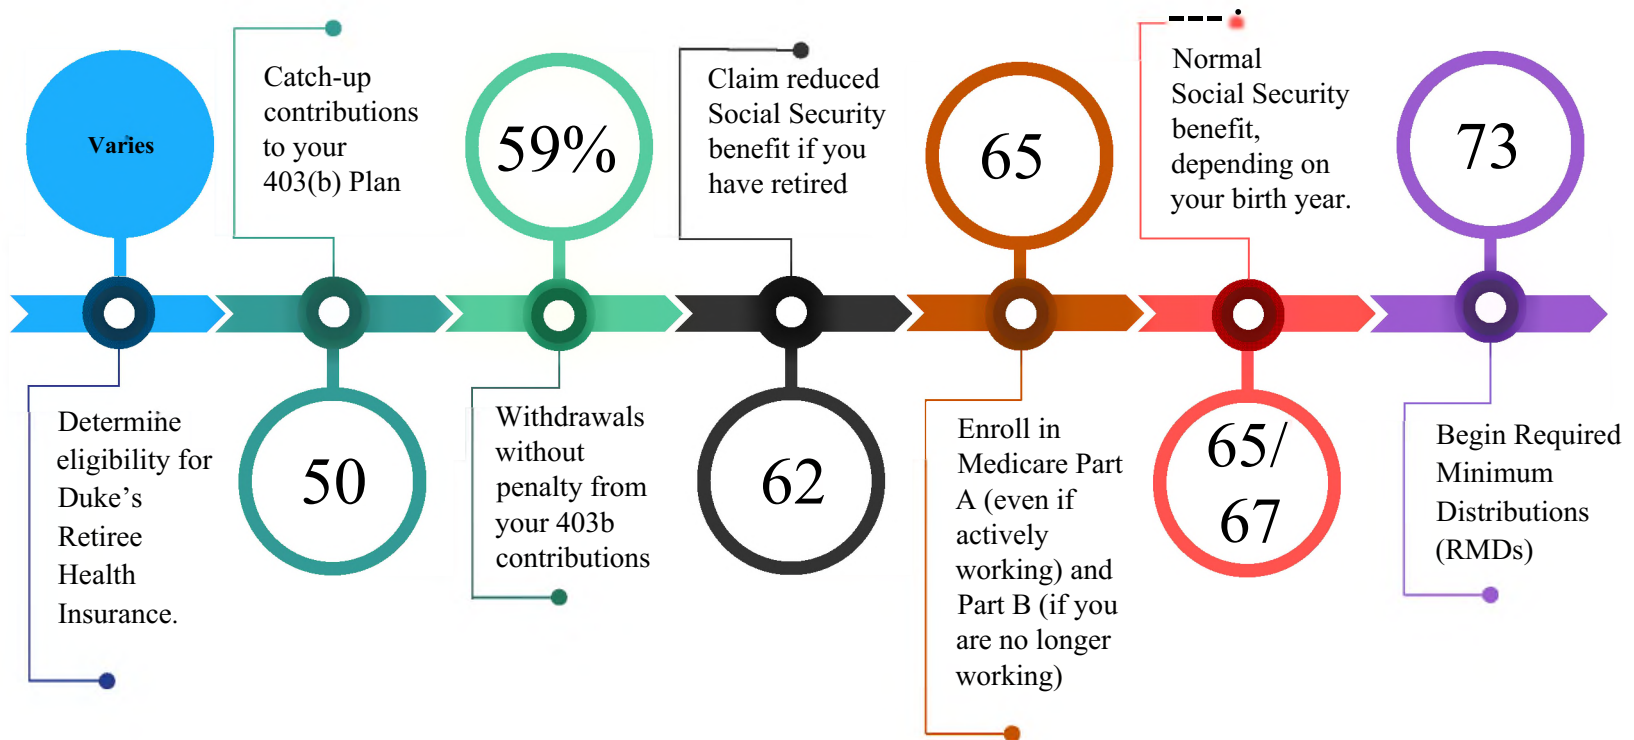 Varies
Determine
eligibility for
Duke’s
Retiree
Health
Insurance.
Catch-up
contributions
to your
403(b) Plan
50
59%
Withdrawals
without
penalty from
your 403b
contributions
Claim reduced
Social Security
benefit if you
have retired
62
65
Enroll in
Medicare Part
A (even if
actively
working) and
Part B (if you
are no longer
working)
Normal
Social Security
benefit,
depending on
your birth year.
65/
67
73
Begin Required
Minimum
Distributions
(RMDs)